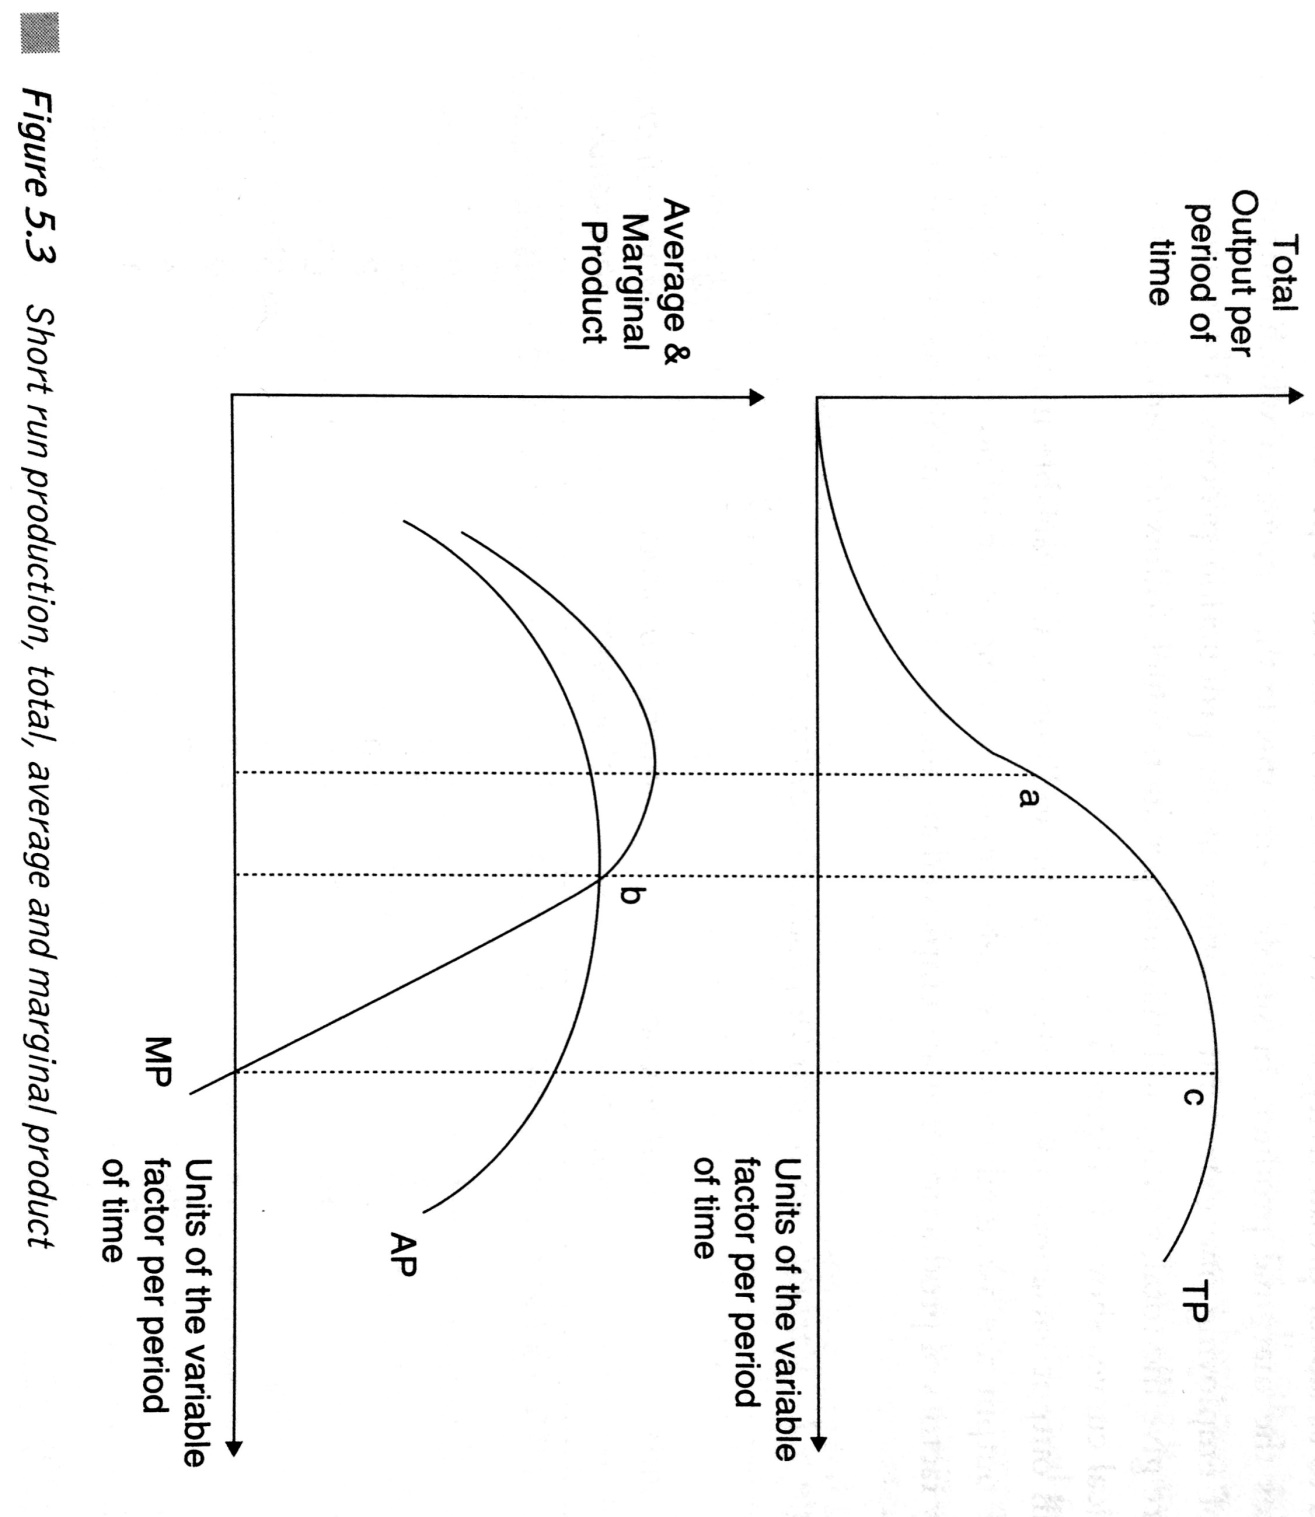 Total
Output per
period of
time
a
c
TP
Units of the variable
factor per period
of time
Average &
Marginal
Product
b
AP
MP
Units of the variable
factor per period
of time
Figure 5.3 Short run production, total, average and marginal product